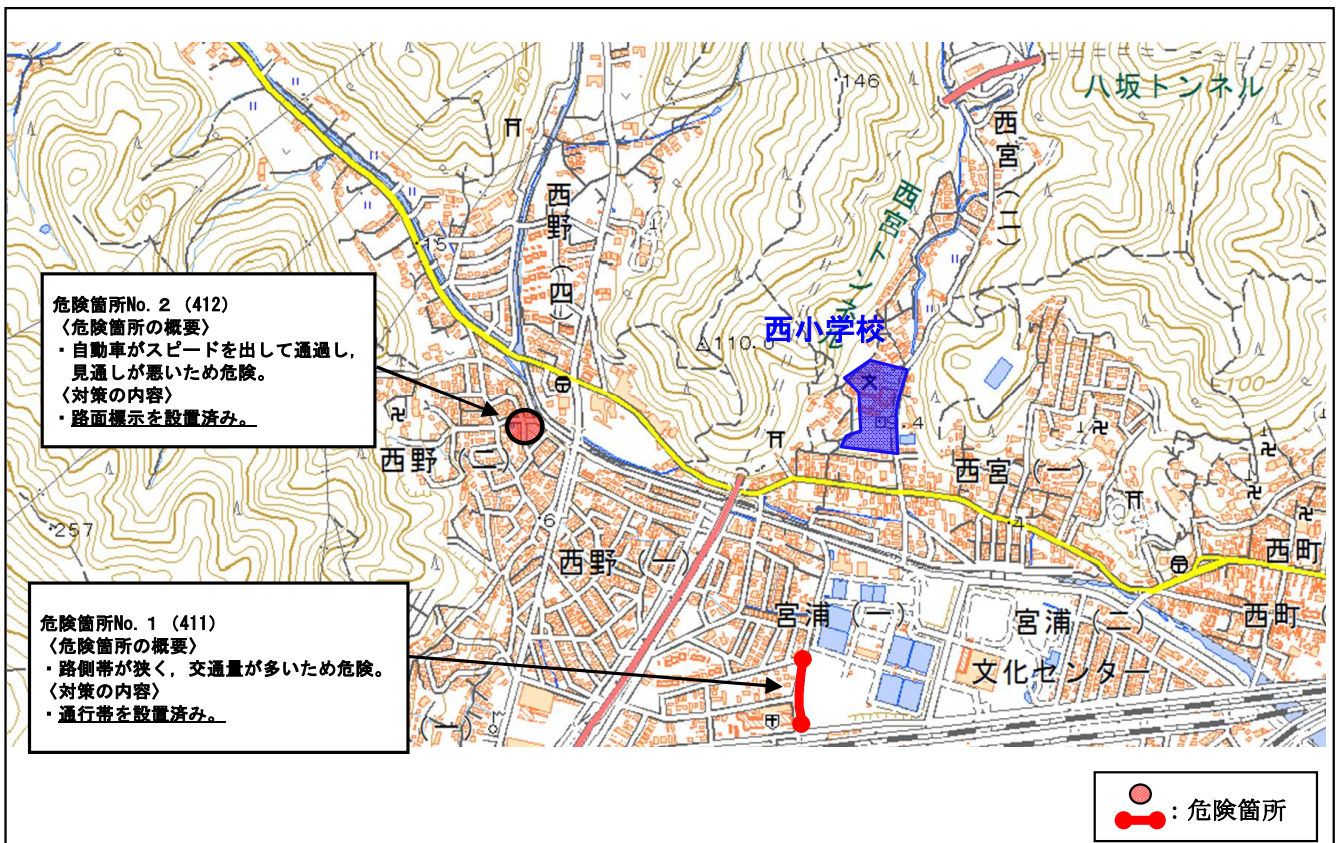 八坂トンネル
・146
西宮(二)
西宮トンネル
西野(四)
・15
100
50
危険箇所No. 2 (412)
〈危険箇所の概要〉
・自動車がスピードを出して通過し,
見通しが悪いため危険。
〈対策の内容〉
・路面標示を設置済み。
西小学校
△110.
100
西野(二)
西宮(一)
・4
・257
・6
西野(一)
西町
宮浦(一)
宮浦(二)
西町(
文化センター
(一)
危険箇所No. 1 (411)
〈危険箇所の概要〉
・路側帯が狭く, 交通量が多いため危険。
〈対策の内容〉
・通行帯を設置済み。
:危険箇所